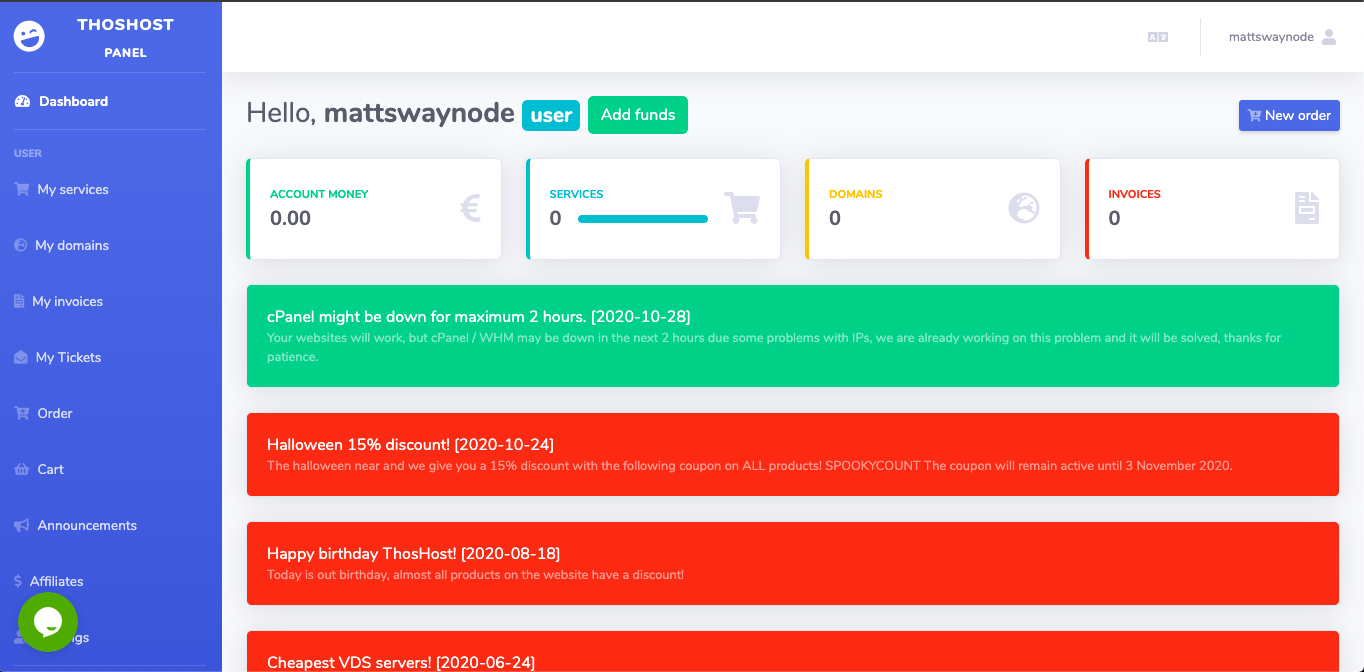 THOSHOST
PANEL
Dashboard
USER
My services
My domains
My invoices
My Tickets
Order
Cart
Announcements
Affiliates
gs
mattswaynode
Hello, mattswaynode user Add funds
New order
ACCOUNT MONEY
0.00
€
SERVICES
0
DOMAINS
0
INVOICES
0
cPanel might be down for maximum 2 hours. [2020-10-28]
Your websites will work, but cPanel / WHM may be down in the next 2 hours due some problems with IPs, we are already working on this problem and it will be solved, thanks for
patience.
Halloween 15% discount! [2020-10-24]
The halloween near and we give you a 15% discount with the following coupon on ALL products! SPOOKYCOUNT The coupon will remain active until 3 November 2020.
Happy birthday ThosHost! [2020-08-18]
Today is out birthday, almost all products on the website have a discount!
Cheapest VDS servers! [2020-06-24]